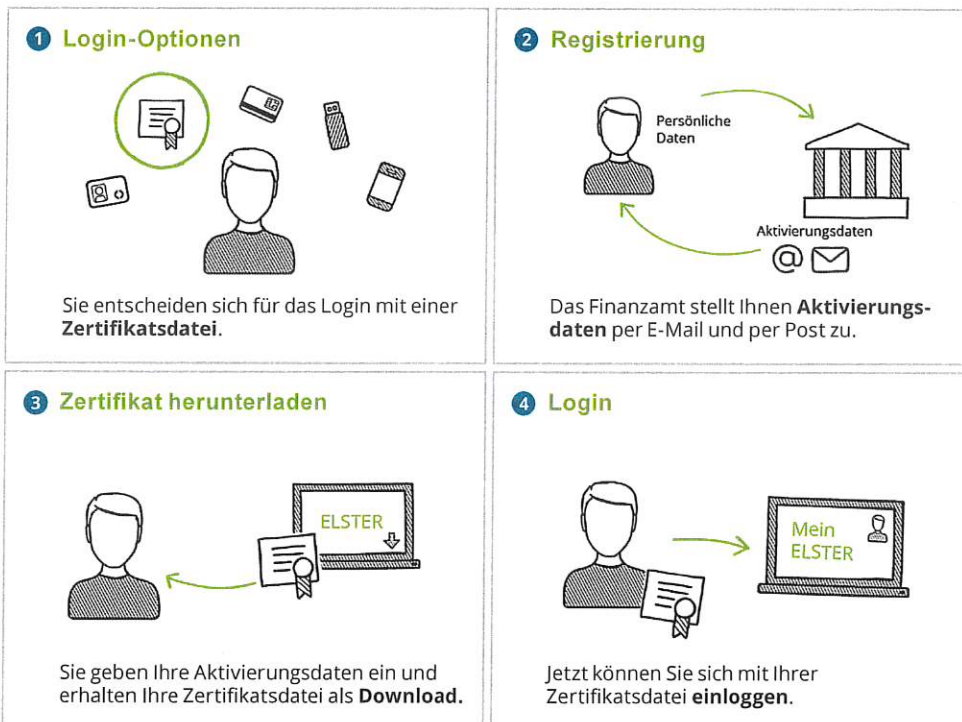 1 Login-Optionen
Sie entscheiden sich für das Login mit einer
Zertifikatsdatei.
2 Registrierung
Persönliche
Daten
Aktivierungsdaten
@
Das Finanzamt stellt Ihnen Aktivierungs-
daten per E-Mail und per Post zu.
3 Zertifikat herunterladen
ELSTER
Sie geben Ihre Aktivierungsdaten ein und
erhalten Ihre Zertifikatsdatei als Download.
4 Login
Mein
ELSTER
Jetzt können Sie sich mit Ihrer
Zertifikatsdatei einloggen.